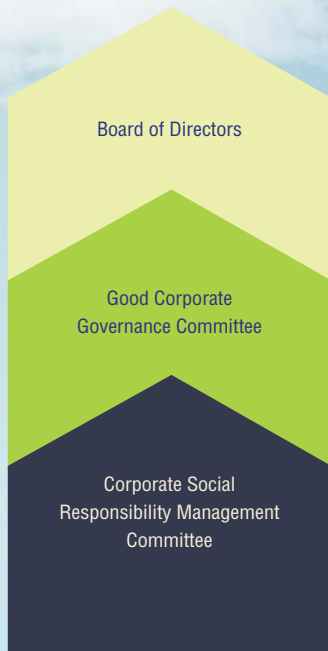 Board of Directors
Good Corporate
Governance Committee
Corporate Social
Responsibility Management
Committee